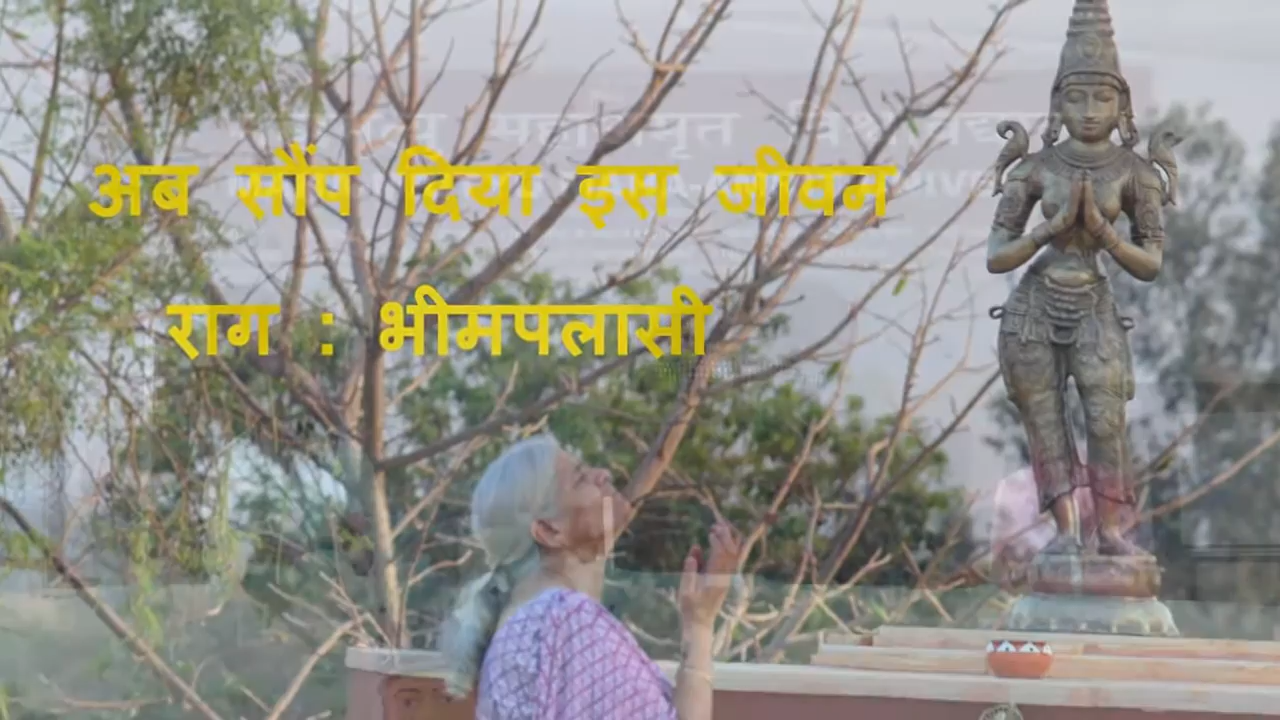 अब सौंप दिया इस जीवन
राग : भीमपलासी